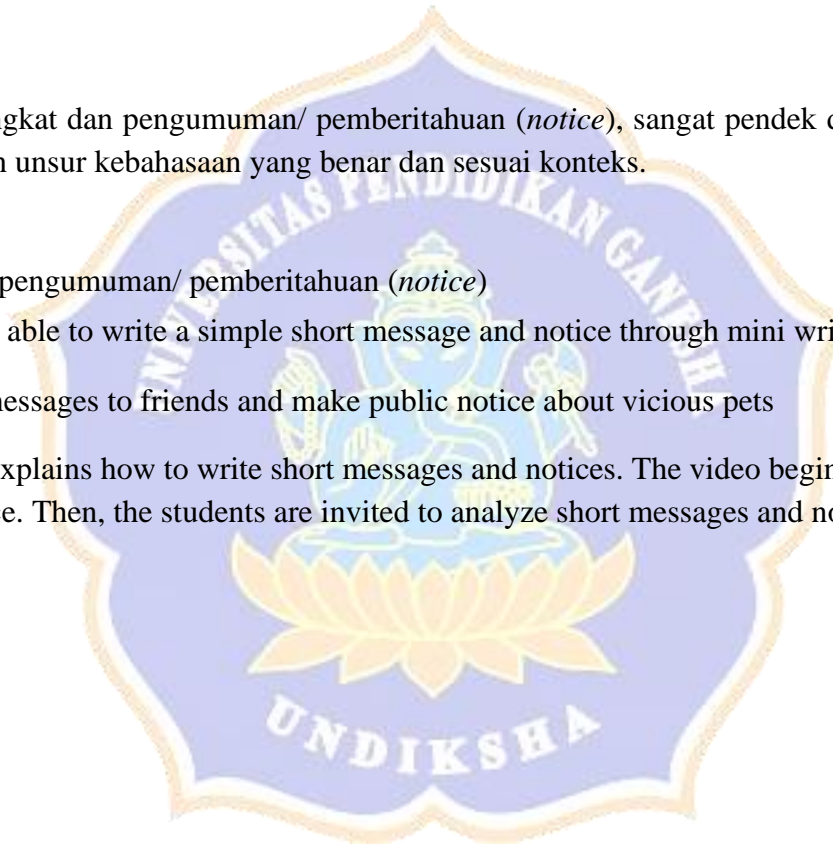 ngkat dan pengumuman/ pemberitahuan (notice), sangat pendek d
n unsur kebahasaan yang benar dan sesuai konteks.
UNIVERSITAS PENDIDIKAN GANESHA
pengumuman/ pemberitahuan (notice)
able to write a simple short message and notice through mini wri
messages to friends and make public notice about vicious pets
explains how to write short messages and notices. The video begin
ce. Then, the students are invited to analyze short messages and no
UNDIKSHA